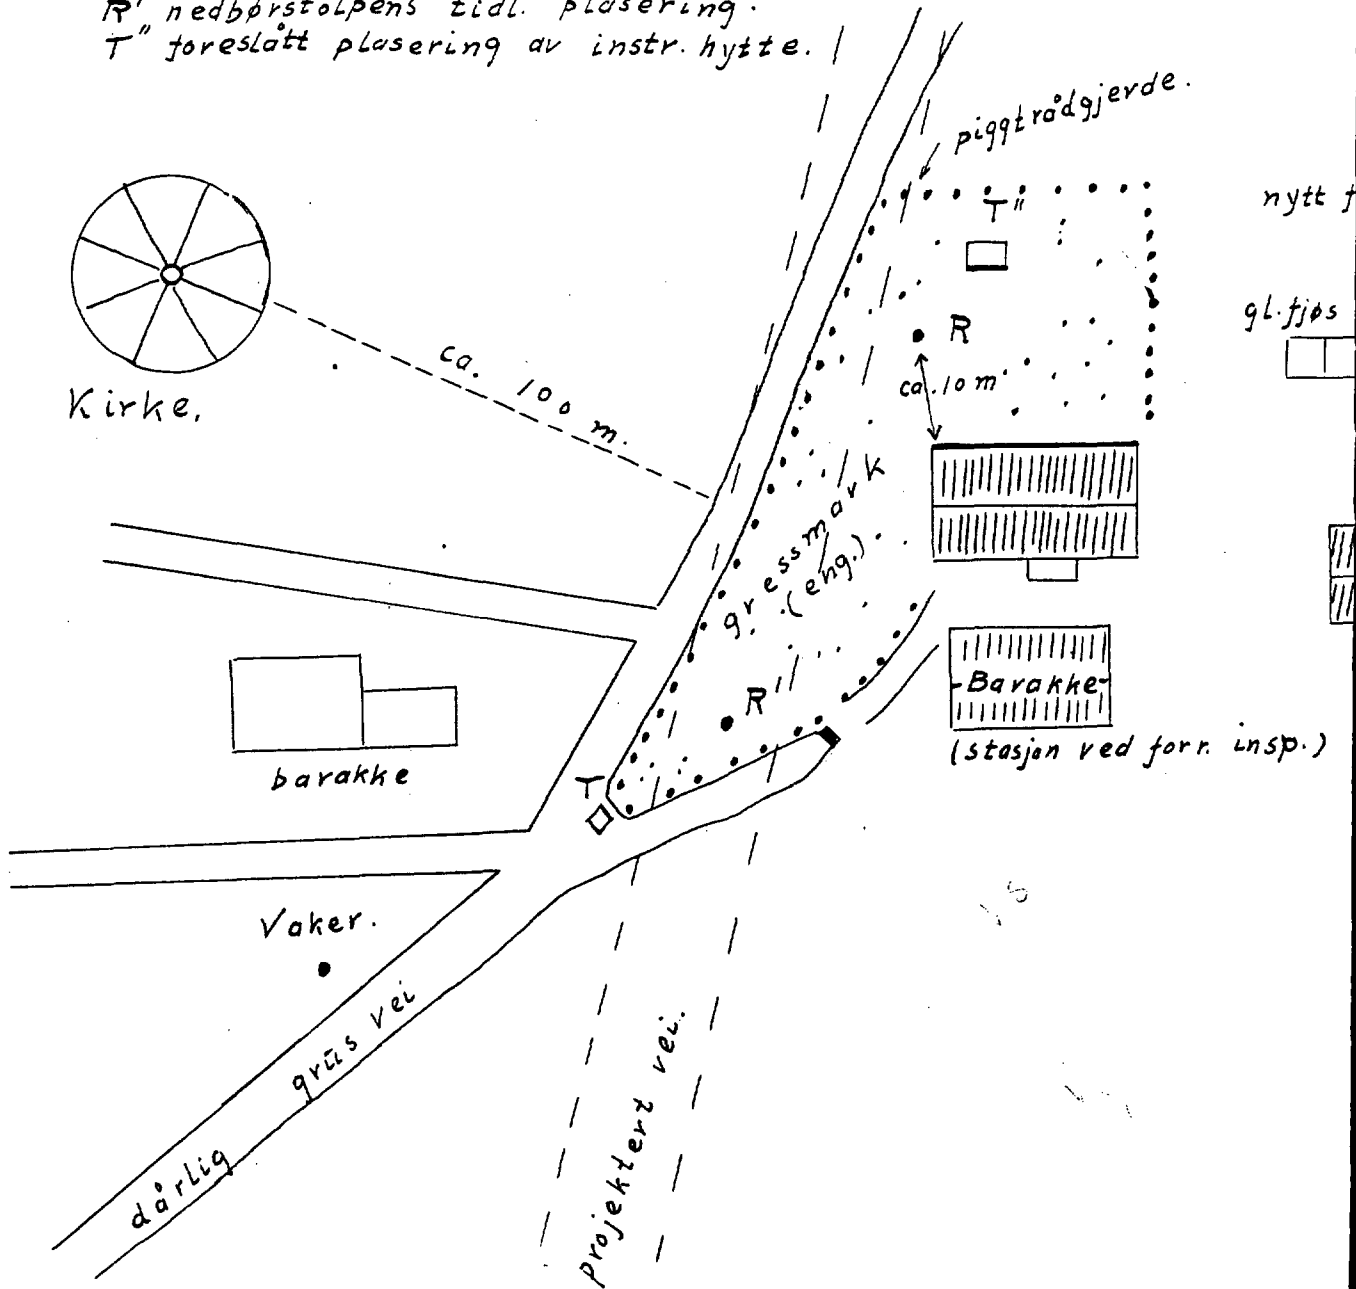 R' nedbørstolpens tidl. plasering.
T" foreslått plasering av instr. hytte.
piggtrådgjerde.
nytt f
T"
gl. fjøs
R
ca. 10 m
Kirke.
ca. 100 m.
gressmark
(eng.)
R'
Barakke
(stasjon ved forr. insp.)
barakke
T
Vaker.
dårlig grüs vei
projektert vei.